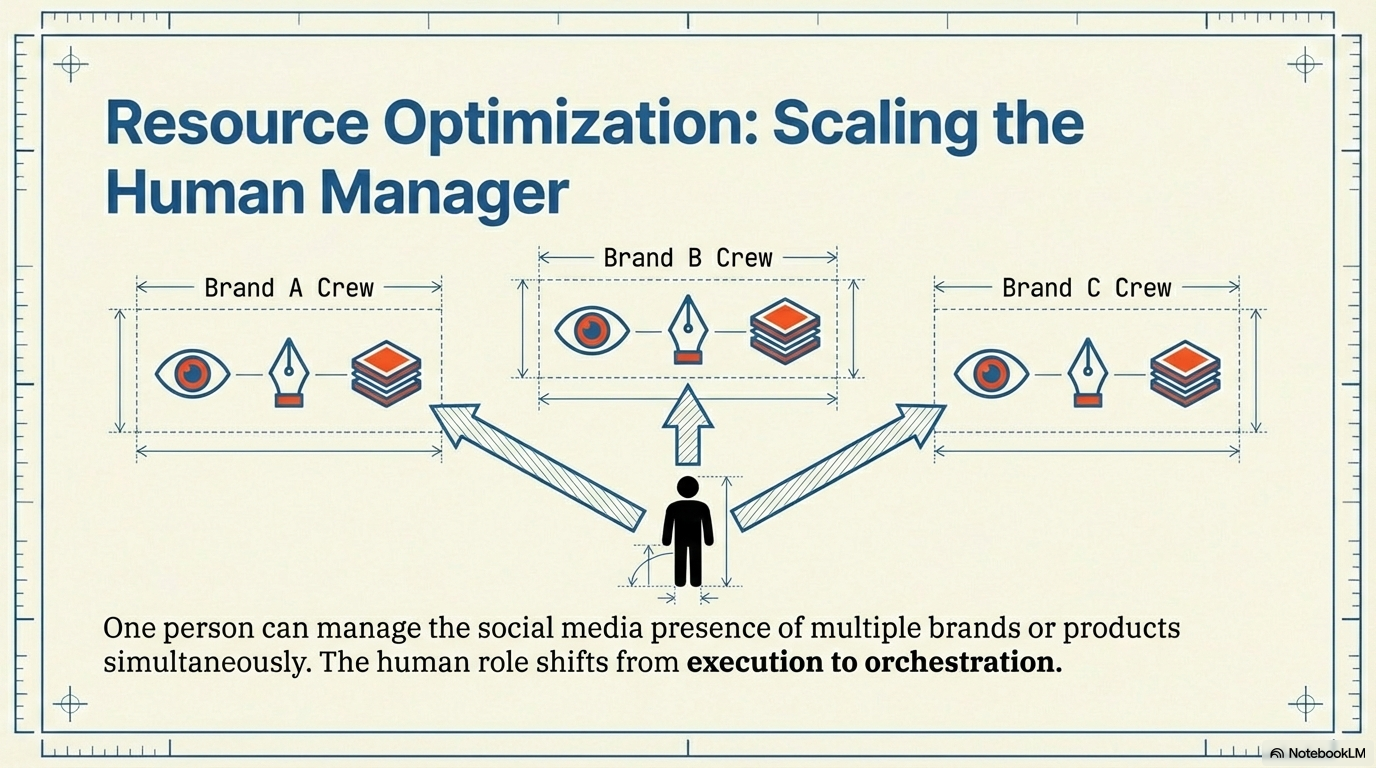 Resource Optimization: Scaling the
Human Manager
Brand A Crew
Brand B Crew
Brand C Crew
One person can manage the social media presence of multiple brands or products
simultaneously. The human role shifts from execution to orchestration.
NotebookLM